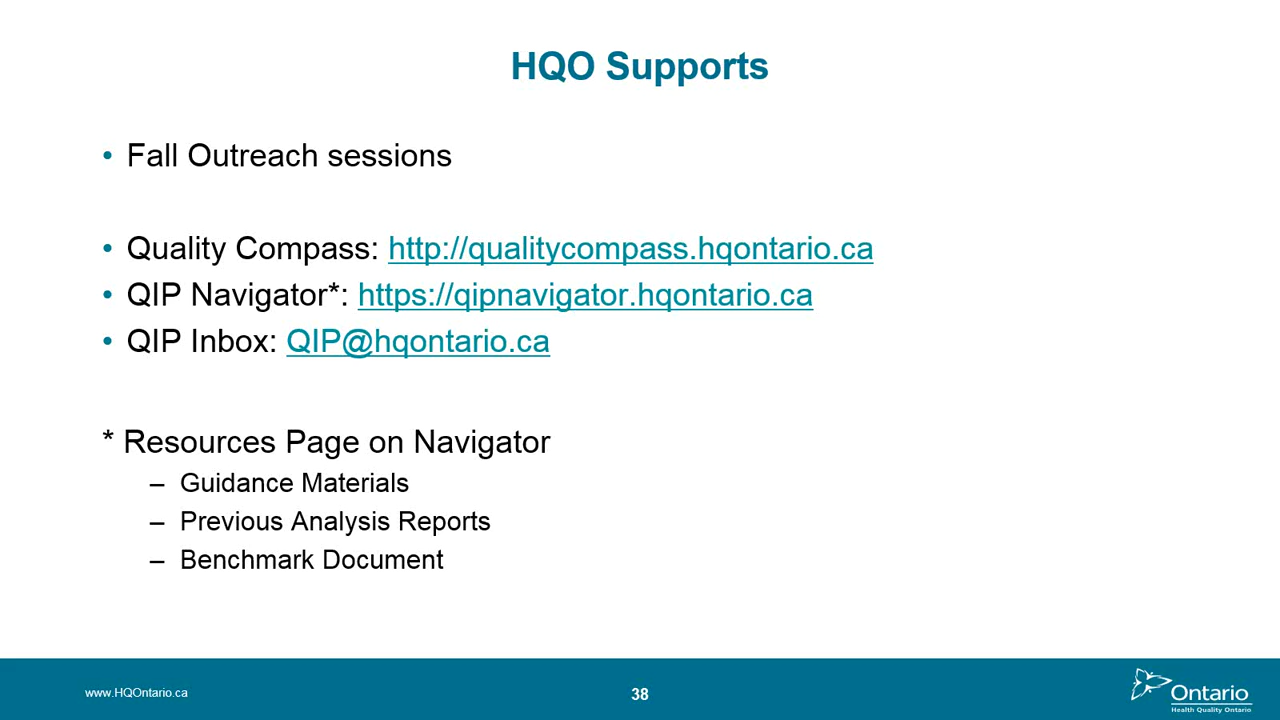 HQO Supports
• Fall Outreach sessions
• Quality Compass: http://qualitycompass.hqontario.ca
• QIP Navigator*: https://qipnavigator.hqontario.ca
• QIP Inbox: QIP@hqontario.ca
* Resources Page on Navigator
– Guidance Materials
– Previous Analysis Reports
– Benchmark Document
www.HQOntario.ca
38
Ontario
Health Quality Ontario